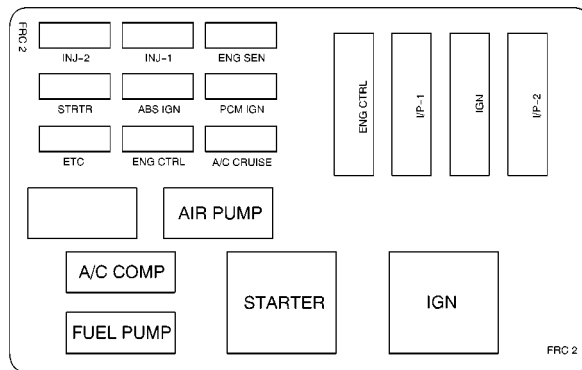 FRC 2
INJ-2 INJ-1 ENG SEN
STRTR ABS IGN PCM IGN
ETC ENG CTRL A/C CRUISE
ENG CTRL
I/P-1
IGN
I/P-2
AIR PUMP
A/C COMP
FUEL PUMP
STARTER
IGN
FRC 2